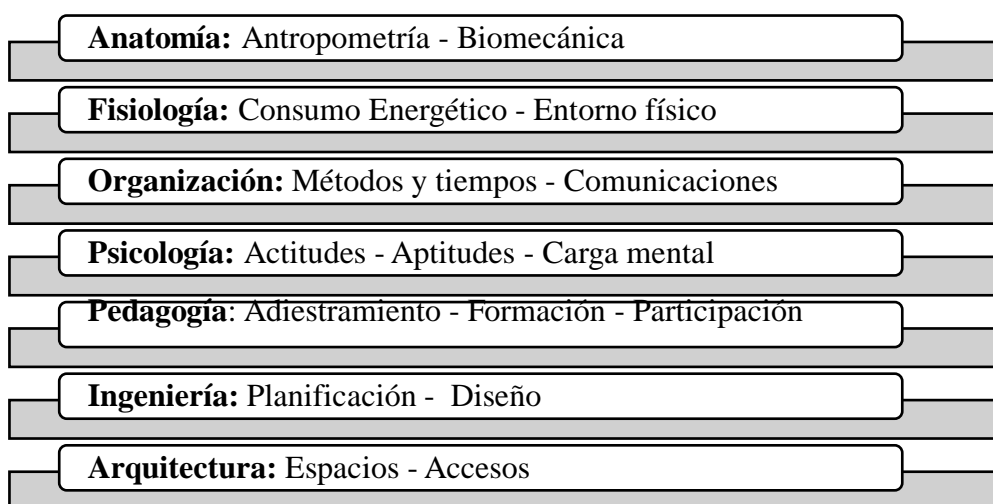 Anatomía: Antropometría - Biomecánica
Fisiología: Consumo Energético - Entorno físico
Organización: Métodos y tiempos - Comunicaciones
Psicología: Actitudes - Aptitudes - Carga mental
Pedagogía: Adiestramiento - Formación - Participación
Ingeniería: Planificación -  Diseño
Arquitectura: Espacios - Accesos